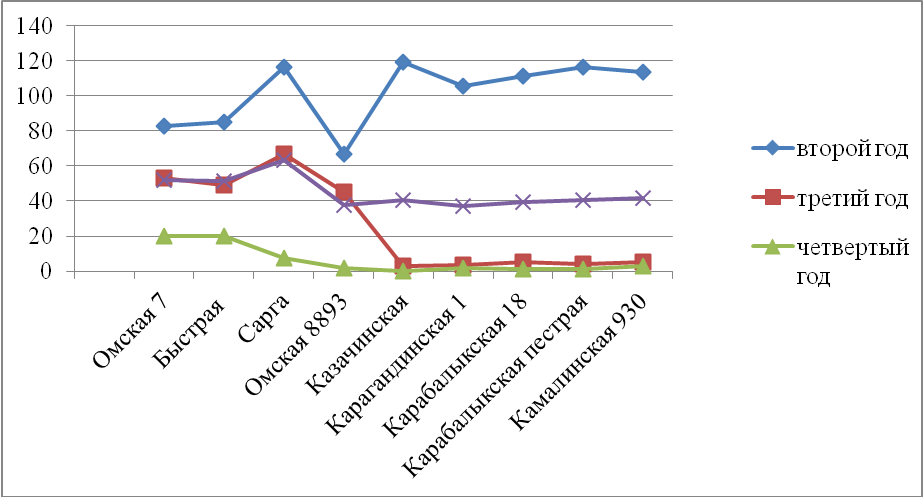 140
120
100
80
60
40
20
0
Омская 7
Быстрая
Сарга
Омская 8893
Казачинская
Карагандинская 1
Карабалыкская 18
Карабалыкская пестрая
Камалинская 930
второй год
третий год
четвертый
год